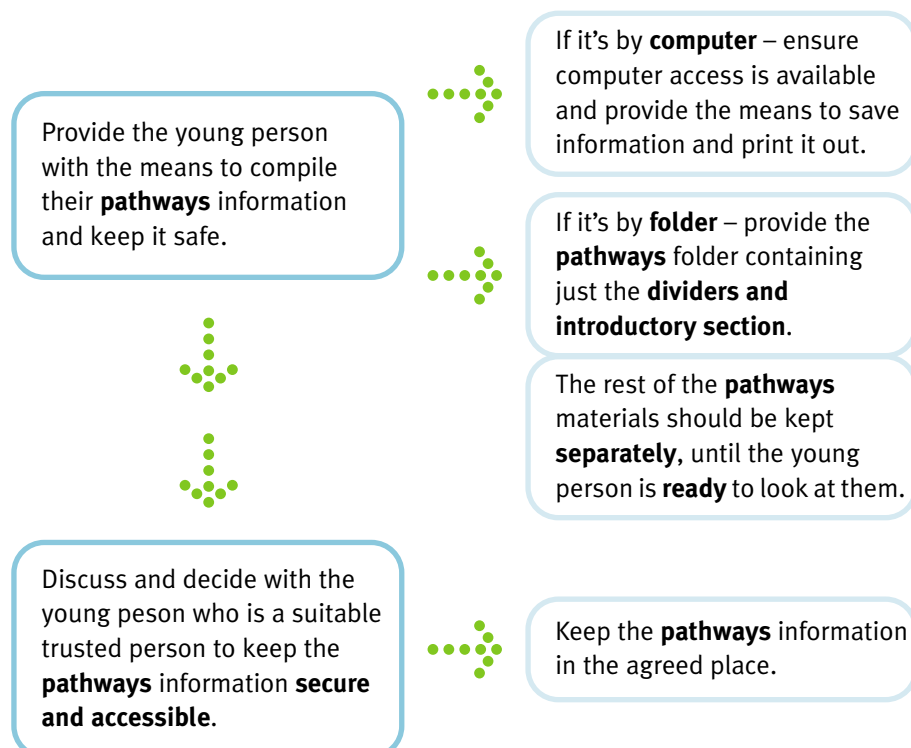 Provide the young person
with the means to compile
their pathways information
and keep it safe.
If it's by computer – ensure
computer access is available
and provide the means to save
information and print it out.
If it's by folder – provide the
pathways folder containing
just the dividers and
introductory section.
The rest of the pathways
materials should be kept
separately, until the young
person is ready to look at them.
Discuss and decide with the
young peson who is a suitable
trusted person to keep the
pathways information secure
and accessible.
Keep the pathways information
in the agreed place.